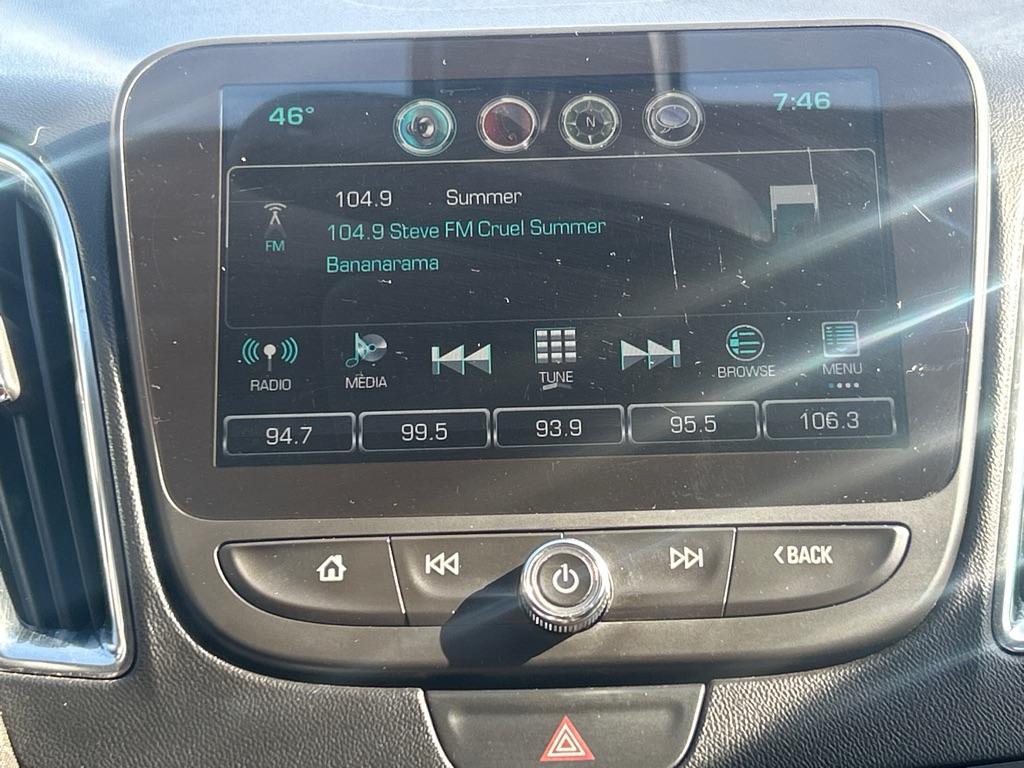 46° N 7:46
104.9 Summer
104.9 Steve FM Cruel Summer
FM
Bananarama
RADIO MEDIA TUNE BROWSE MENU
94.7 99.5 93.9 95.5 106.3
<BACK